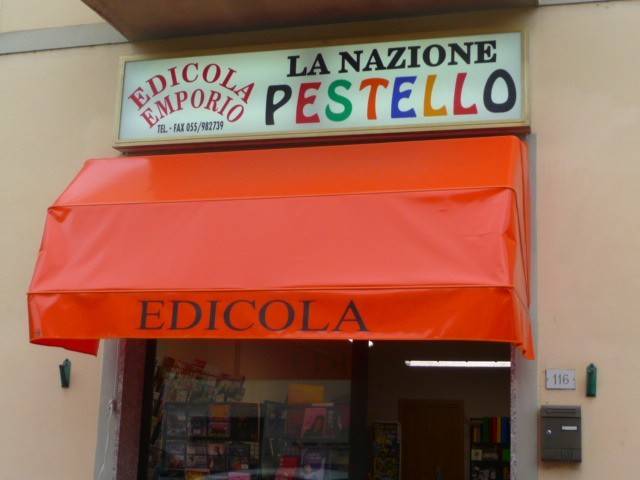 EDICOLA
EMPORIO
TEL. - FAX 055/982739
LA NAZIONE
PESTELLO
EDICOLA
116